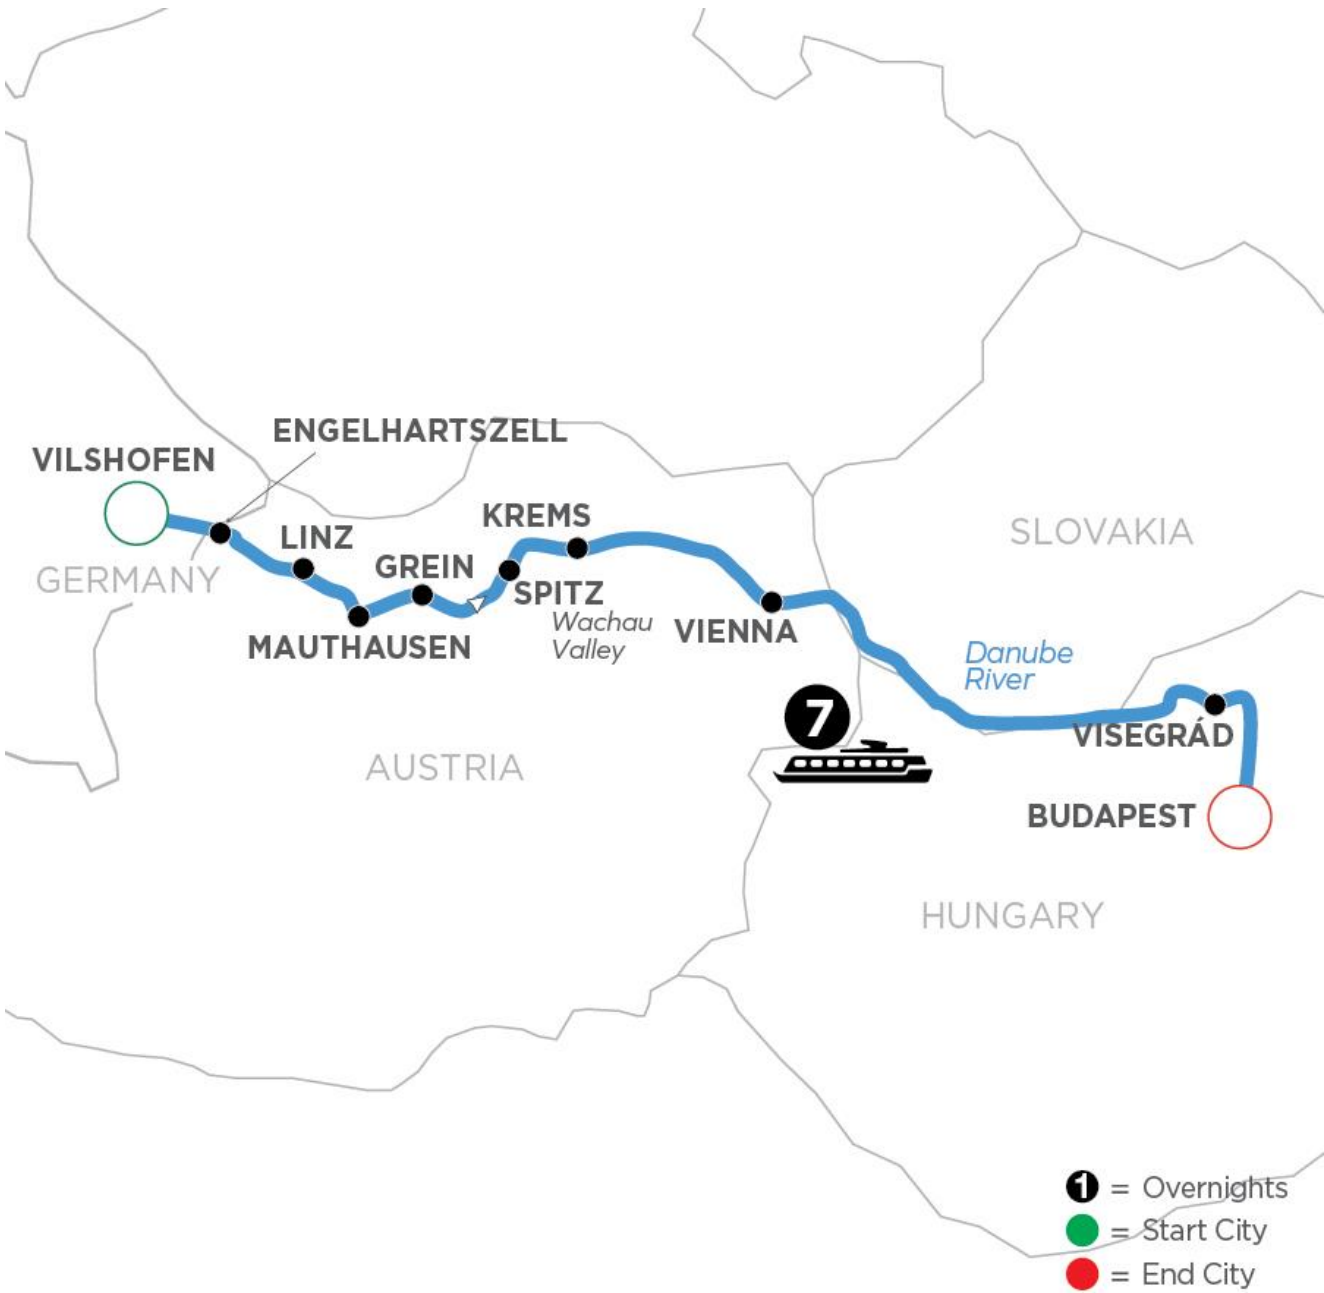 ENGELHARTSZELL
VILSHOFEN
KREMS
LINZ
SLOVAKIA
GREIN
GERMANY
SPITZ
Wachau
Valley
VIENNA
MAUTHAUSEN
Danube
River
7
VISEGRÁD
AUSTRIA
BUDAPEST
HUNGARY
1 = Overnights
= Start City
= End City